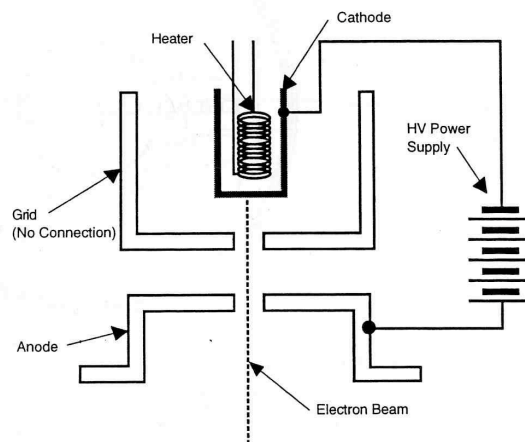 Cathode
Heater
HV Power
Supply
Grid
(No Connection)
Anode
Electron Beam